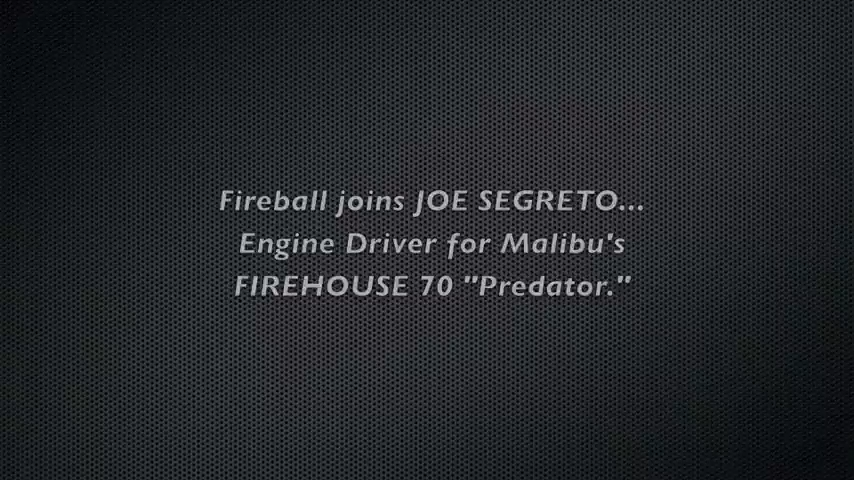 Fireball joins JOE SEGRETO...
Engine Driver for Malibu's
FIREHOUSE 70 "Predator."